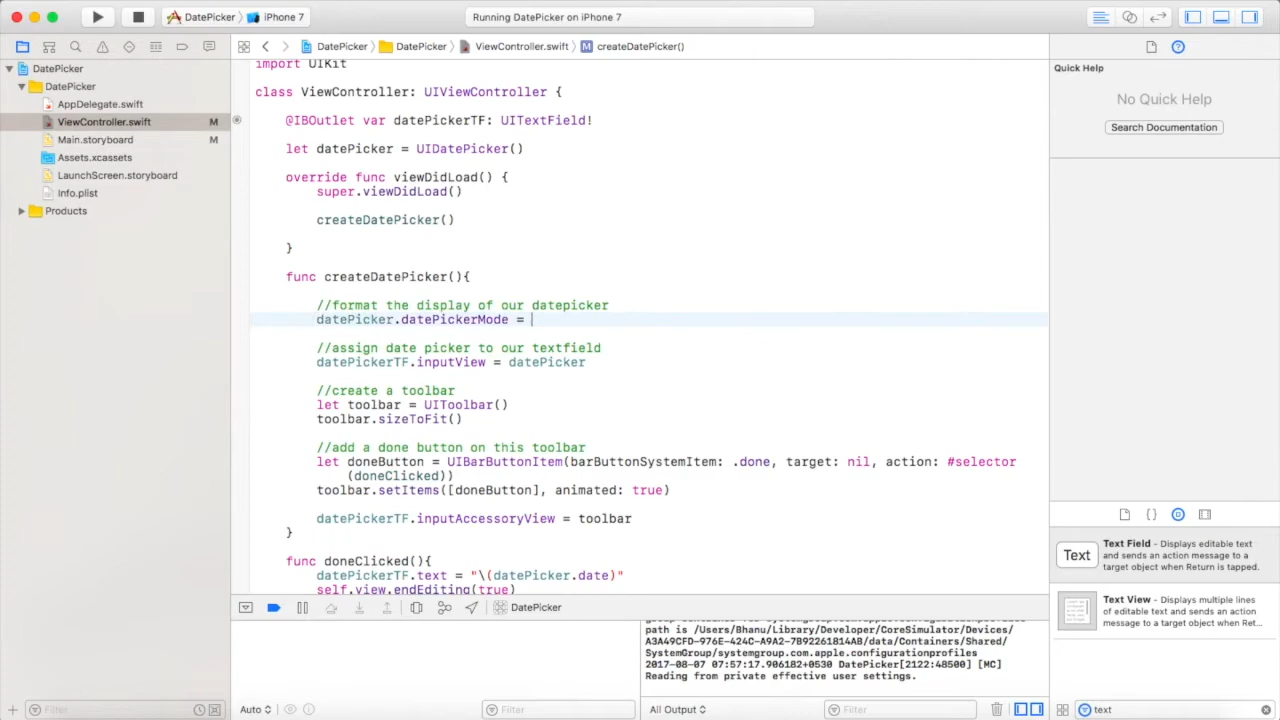 DatePicker
iPhone 7
Running DatePicker on iPhone 7
DatePicker
DatePicker
ViewController.swift
M
createDatePicker()
DatePicker
DatePicker
AppDelegate.swift
ViewController.swift
M
Main.storyboard
M
Assets.xcassets
LaunchScreen.storyboard
Info.plist
Products
import UIKit
class ViewController: UIViewController {
@IBOutlet var datePickerTF: UITextField!
let datePicker = UIDatePicker()
override func viewDidLoad() {
super.viewDidLoad()
createDatePicker()
}
func createDatePicker(){
//format the display of our datepicker
datePicker.datePickerMode =
//assign date picker to our textfield
datePickerTF.inputView = datePicker
//create a toolbar
let toolbar = UIToolbar()
toolbar.sizeToFit()
//add a done button on this toolbar
let doneButton = UIBarButtonItem(barButtonSystemItem: .done, target: nil, action: #selector
(doneClicked))
toolbar.setItems([doneButton], animated: true)
datePickerTF.inputAccessoryView = toolbar
}
func doneClicked(){
datePickerTF.text = "\(datePicker.date)"
self.view.endEditing(true)
DatePicker
path is /Users/Bhanu/Library/Developer/CoreSimulator/Devices/
A3A49CFD-976E-424C-A9A2-7B92261814AB/data/Containers/Shared/
SystemGroup/systemgroup.com.apple.configurationprofiles
2017-08-07 07:57:17.906182+0530 DatePicker[2122:48500] [MC]
Reading from private effective user settings.
Quick Help
No Quick Help
Search Documentation
Text
Text Field - Displays editable text
and sends an action message to a
target object when Return is tapped.
Text View - Displays multiple lines
of editable text and sends an action
message to a target object when Ret...
Filter
Auto
Filter
All Output
Filter
text